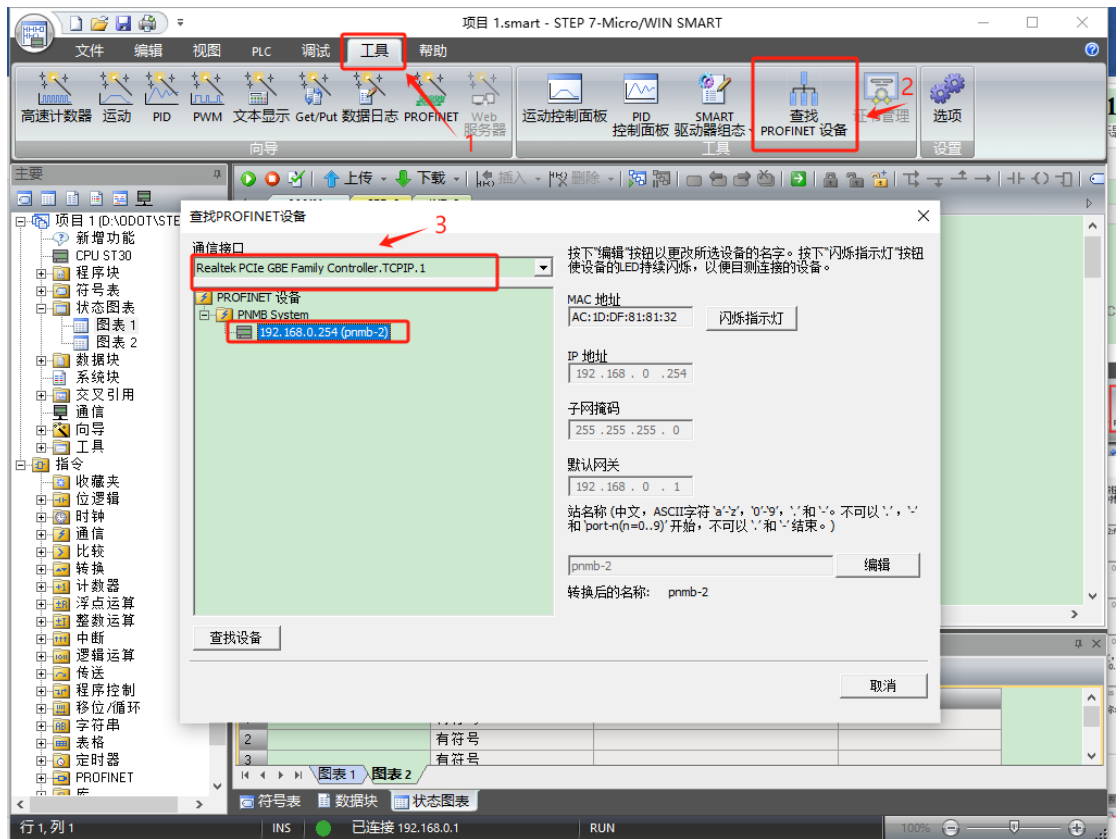 项目 1.smart - STEP 7-Micro/WIN SMART
文件 编辑 视图 PLC 调试 工具 帮助
高速计数器 运动 PID PWM 文本显示 Get/Put 数据日志 PROFINET Web 服务器
向导
运动控制面板 PID 控制面板 SMART 驱动器组态 查找 PROFINET 设备 证书管理
工具
选项
设置
1
2
主要
上传 下载 插入 删除
项目 1 (D:\ODOT\STE
新增功能
CPU ST30
程序块
符号表
状态图表
图表 1
图表 2
数据块
系统块
交叉引用
通信
向导
工具
指令
收藏夹
位逻辑
时钟
通信
比较
转换
计数器
浮点运算
整数运算
中断
逻辑运算
传送
程序控制
移位/循环
字符串
表格
定时器
PROFINET
库
查找PROFINET设备
3
通信接口
Realtek PCIe GBE Family Controller.TCPIP.1
PROFINET 设备
PNMB System
192.168.0.254 (pnmb-2)
查找设备
按下"编辑"按钮以更改所选设备的名字。按下"闪烁指示灯"按钮
使设备的LED持续闪烁，以便目测连接的设备。
MAC 地址
AC:1D:DF:81:81:32 闪烁指示灯
IP 地址
192 . 168 . 0 . 254
子网掩码
255 . 255 . 255 . 0
默认网关
192 . 168 . 0 . 1
站名称 (中文，ASCII字符 'a'-'z'，'0'-'9'，'.' 和 '-'。不可以 '.'，'-'
和 'port-n(n=0..9)' 开始，不可以 '.' 和 '-' 结束。)
pnmb-2 编辑
转换后的名称: pnmb-2
取消
2 有符号
3 有符号
图表 1 图表 2
符号表 数据块 状态图表
行 1, 列 1 INS 已连接 192.168.0.1 RUN 100%